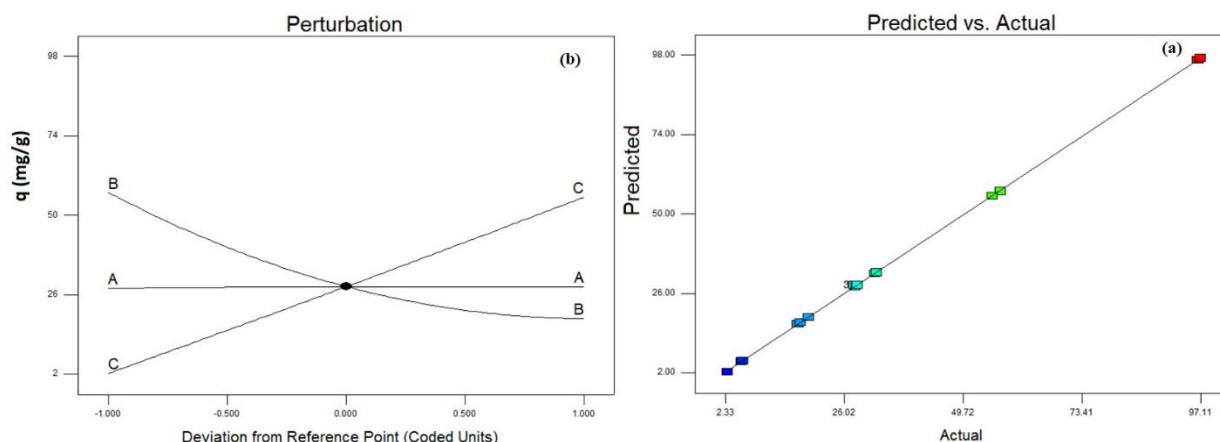 Perturbation
(b)
98
74
50
26
2
q (mg/g)
B
C
A
A
B
C
-1.000
-0.500
0.000
0.500
1.000
Deviation from Reference Point (Coded Units)
Predicted vs. Actual
(a)
98.00
74.00
50.00
26.00
2.00
Predicted
3
2.33
26.02
49.72
73.41
97.11
Actual